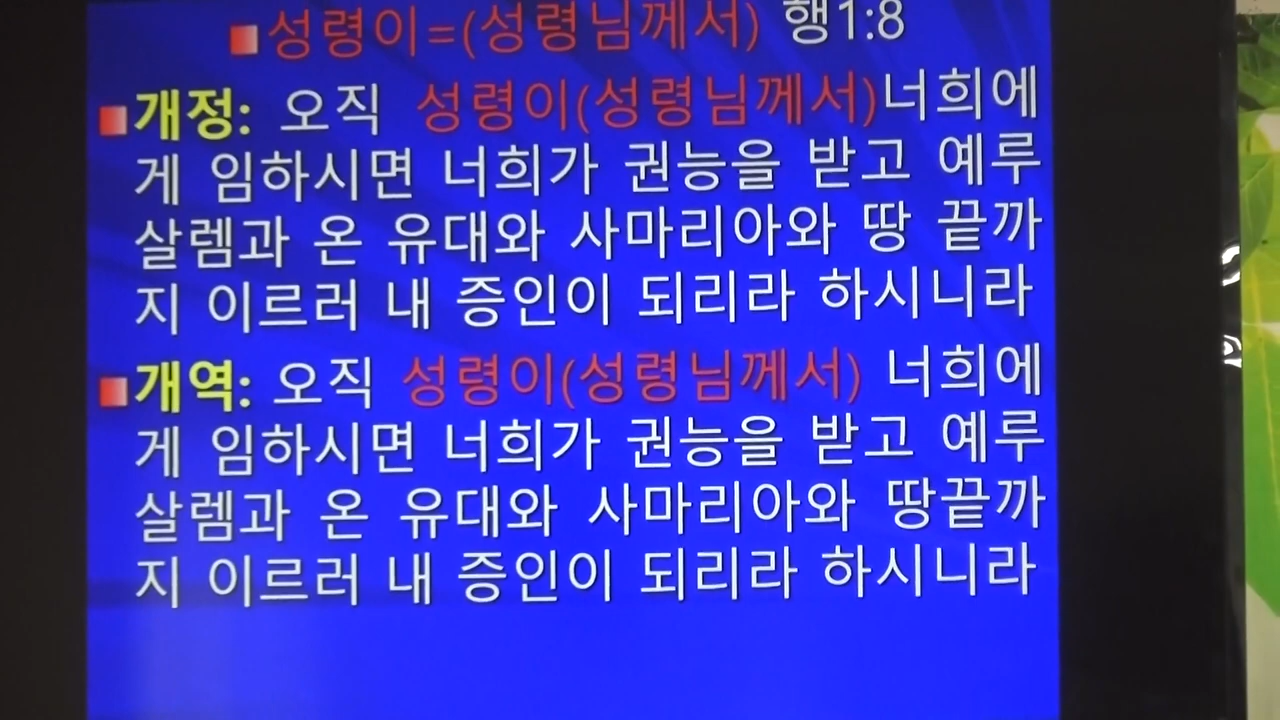 성령이=(성령님께서) 행1:8
개정: 오직 성령이(성령님께서)너희에
게 임하시면 너희가 권능을 받고 예루
살렘과 온 유대와 사마리아와 땅 끝까
지 이르러 내 증인이 되리라 하시니라
개역: 오직 성령이(성령님께서) 너희에
게 임하시면 너희가 권능을 받고 예루
살렘과 온 유대와 사마리아와 땅끝까
지 이르러 내 증인이 되리라 하시니라